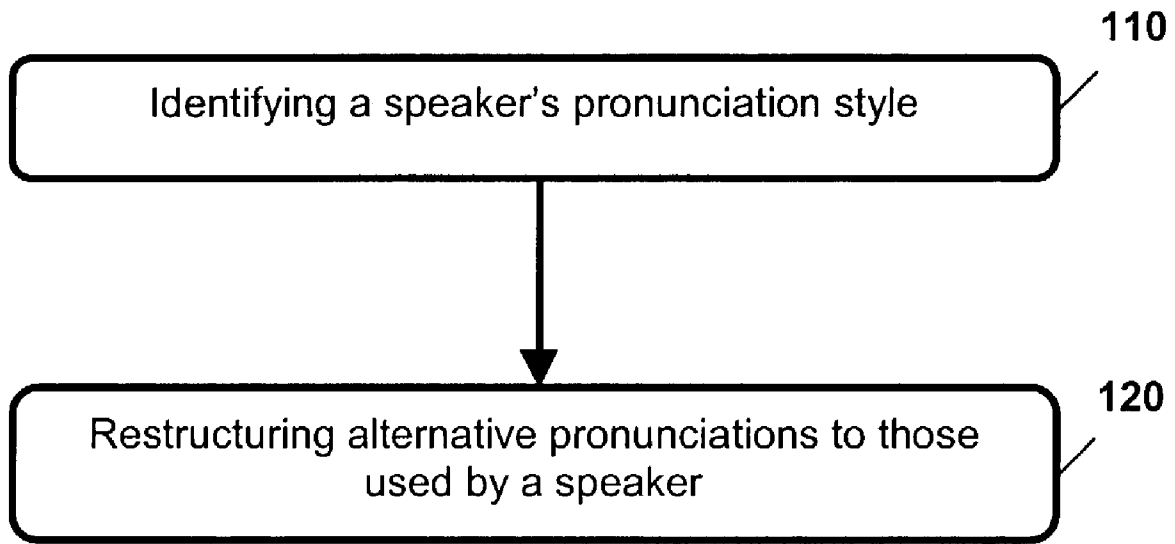 110
Identifying a speaker's pronunciation style
120
Restructuring alternative pronunciations to those
used by a speaker